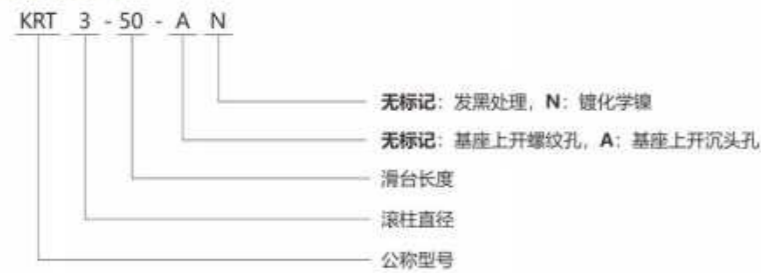 KRT 3 - 50 - A N
无标记：发黑处理，N：镀化学镍
无标记：基座上开螺纹孔，A：基座上开沉头孔
滑台长度
滚柱直径
公称型号